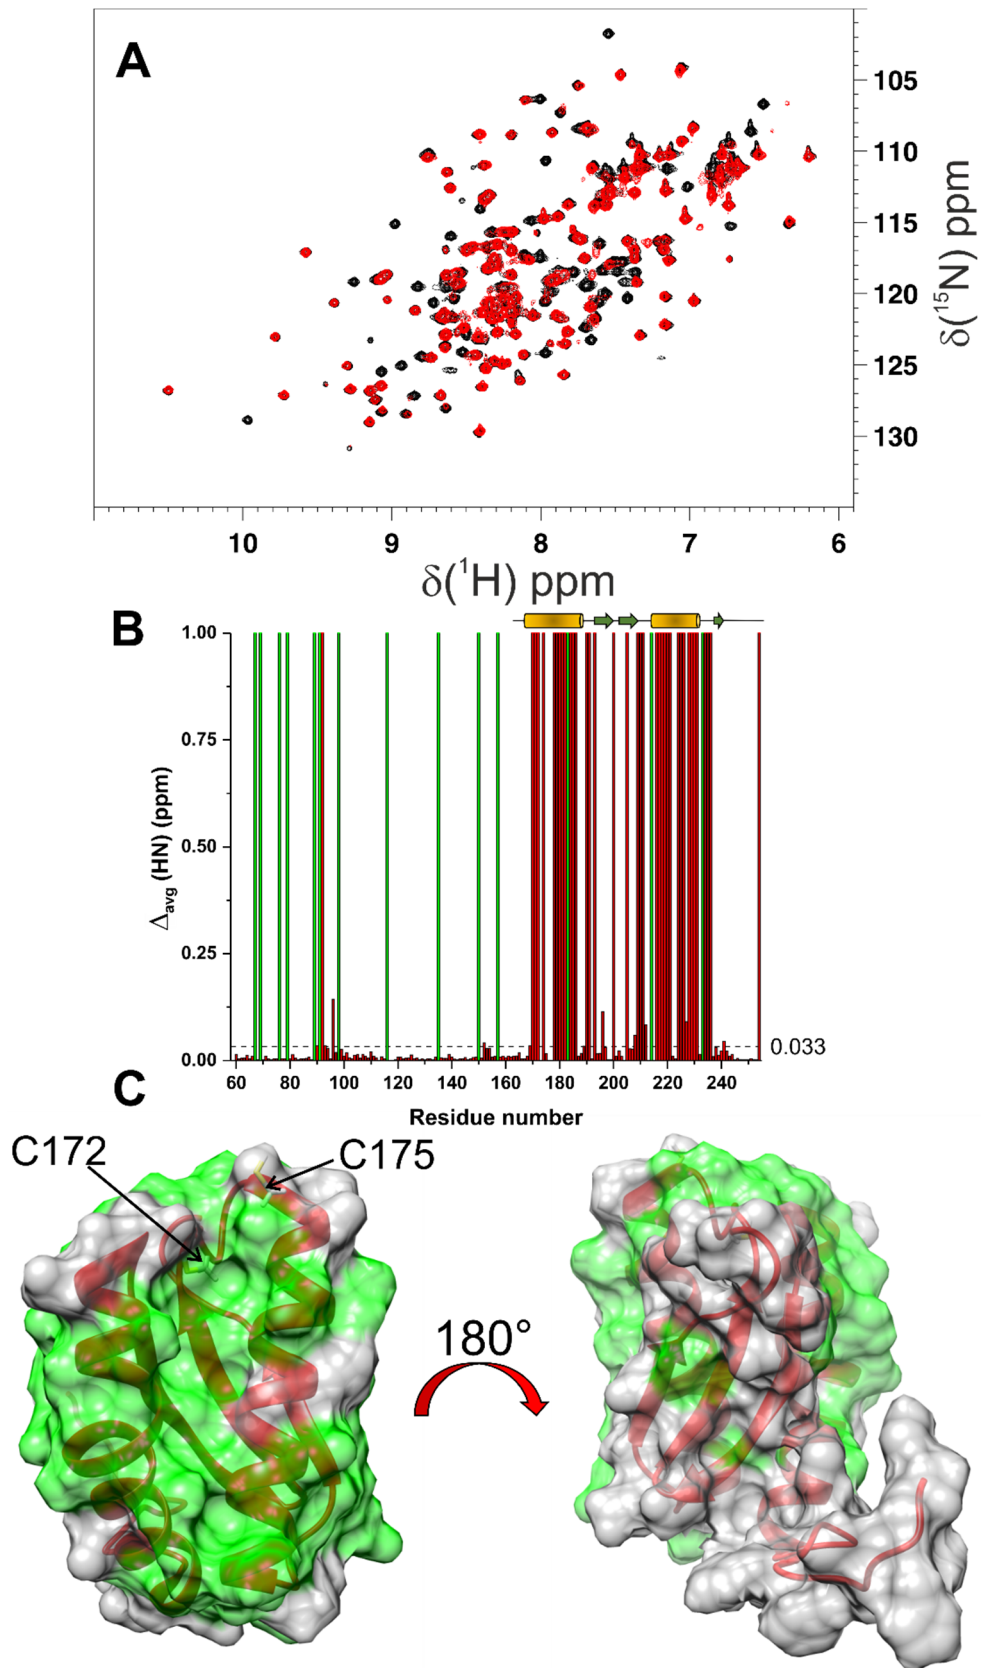 A
105
110
115
120
125
130
δ(¹⁵N) ppm
10 9 8 7 6
δ(¹H) ppm
B
1.00
0.75
0.50
0.25
0.00
Δavg (HN) (ppm)
0.033
60 80 100 120 140 160 180 200 220 240
Residue number
C
C172
C175
180°